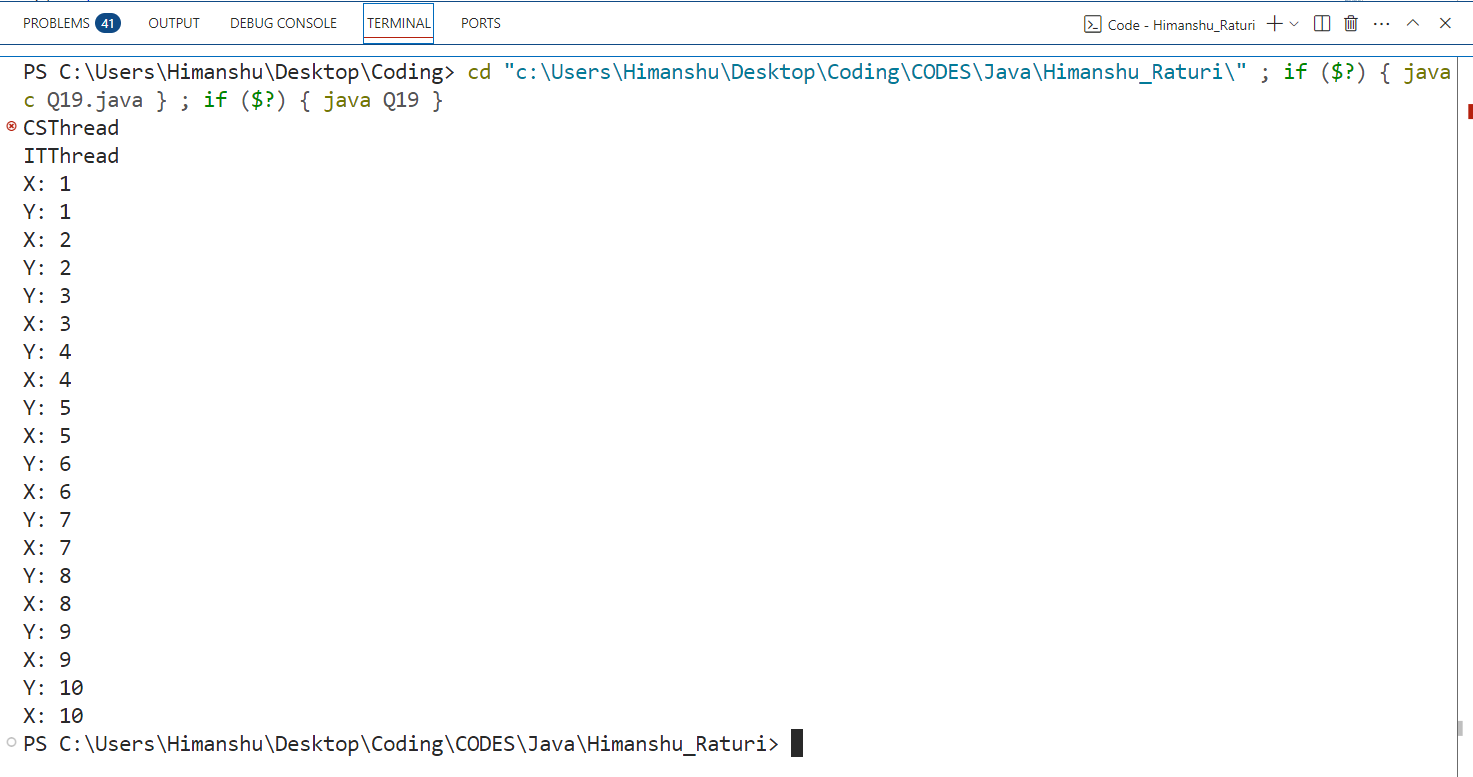 PROBLEMS 41 OUTPUT DEBUG CONSOLE TERMINAL PORTS Code - Himanshu_Raturi
PS C:\Users\Himanshu\Desktop\Coding> cd "c:\Users\Himanshu\Desktop\Coding\CODES\Java\Himanshu_Raturi\" ; if ($?) { java
c Q19.java } ; if ($?) { java Q19 }
CSThread
ITThread
X: 1
Y: 1
X: 2
Y: 2
Y: 3
X: 3
Y: 4
X: 4
Y: 5
X: 5
Y: 6
X: 6
Y: 7
X: 7
Y: 8
X: 8
Y: 9
X: 9
Y: 10
X: 10
PS C:\Users\Himanshu\Desktop\Coding\CODES\Java\Himanshu_Raturi>